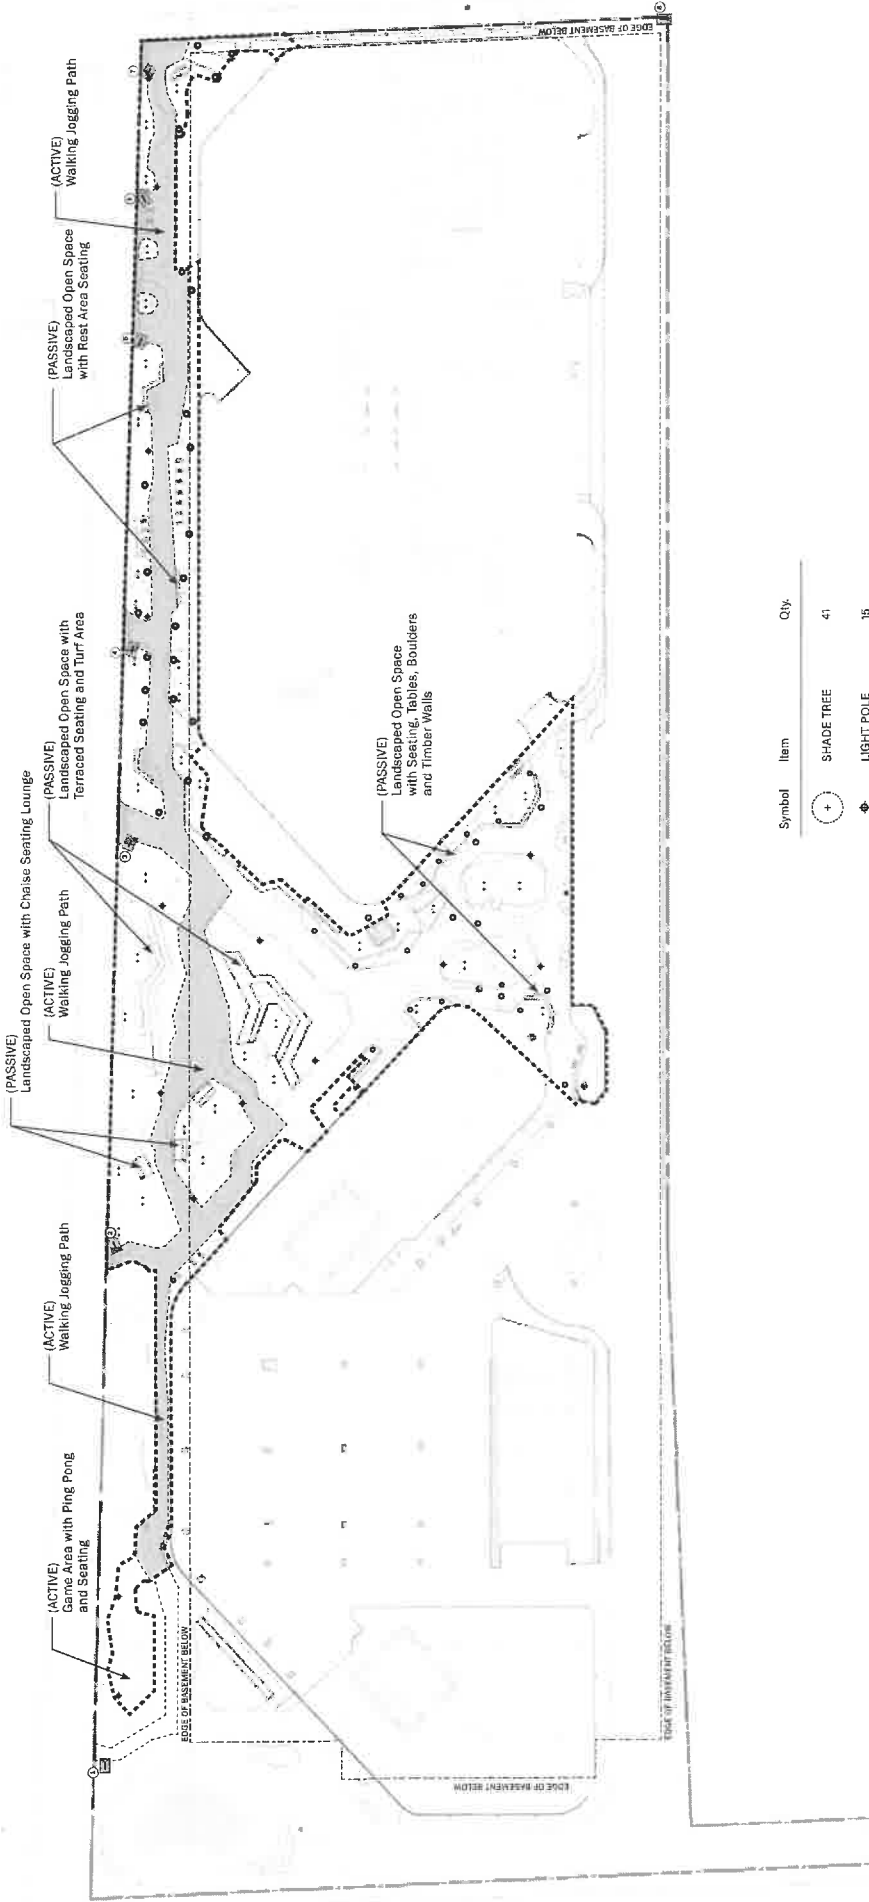 (PASSIVE)
Landscaped Open Space with Chaise Seating Lounge
(ACTIVE)
Game Area with Ping Pong
and Seating
(ACTIVE)
Walking Jogging Path
(ACTIVE)
Walking Jogging Path
(PASSIVE)
Landscaped Open Space with
Terraced Seating and Turf Area
(PASSIVE)
Landscaped Open Space
with Rest Area Seating
(ACTIVE)
Walking Jogging Path
(PASSIVE)
Landscaped Open Space
with Seating, Tables, Boulders
and Timber Walls
EDGE OF BASEMENT BELOW
EDGE OF BASEMENT BELOW
EDGE OF BASEMENT BELOW
EDGE OF BASEMENT BELOW
Symbol Item Qty.
SHADE TREE 41
LIGHT POLE 15